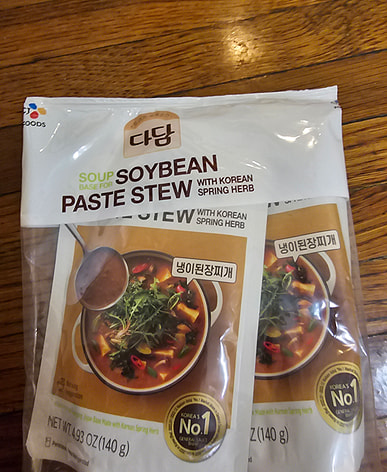 CJ
FOODS
다담
SOUP BASE FOR
SOYBEAN
PASTE STEW
WITH KOREAN
SPRING HERB
STEW
WITH KOREAN
SPRING HERB
냉이된장찌개
냉이된장찌개
KOREA'S
No.1
KOREA'S
No.1
NET WT. 4.93 OZ (140 g)
OZ (140 g)